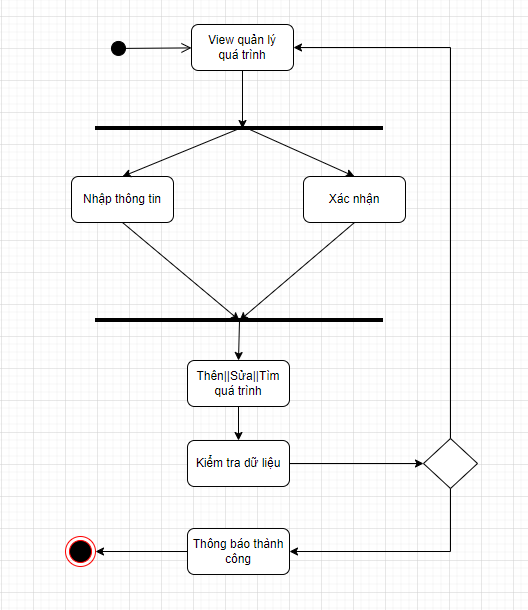 View quản lý
quá trình
Nhập thông tin
Xác nhận
Thên||Sửa||Tìm
quá trình
Kiểm tra dữ liệu
Thông báo thành
công